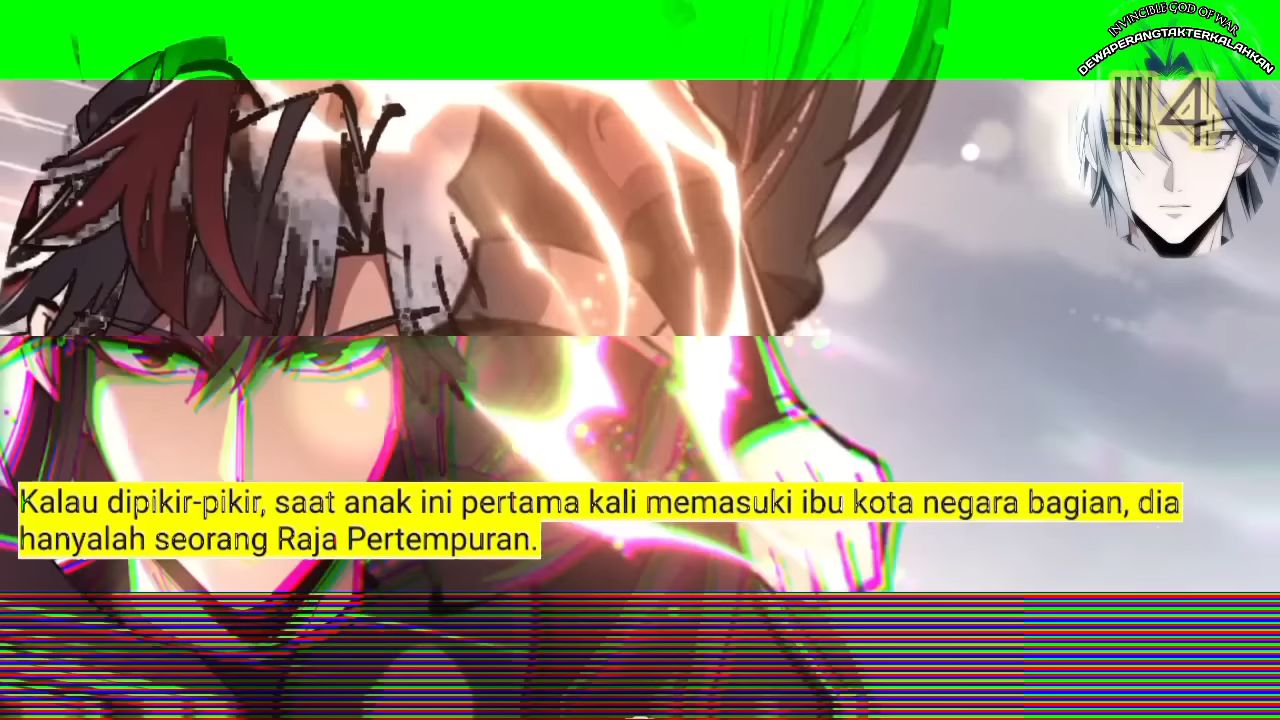 INVINCIBLE GOD OF WAR
DEWAPERANGTAKTERKALAHKAN
4
Kalau dipikir-pikir, saat anak ini pertama kali memasuki ibu kota negara bagian, dia
hanyalah seorang Raja Pertempuran.